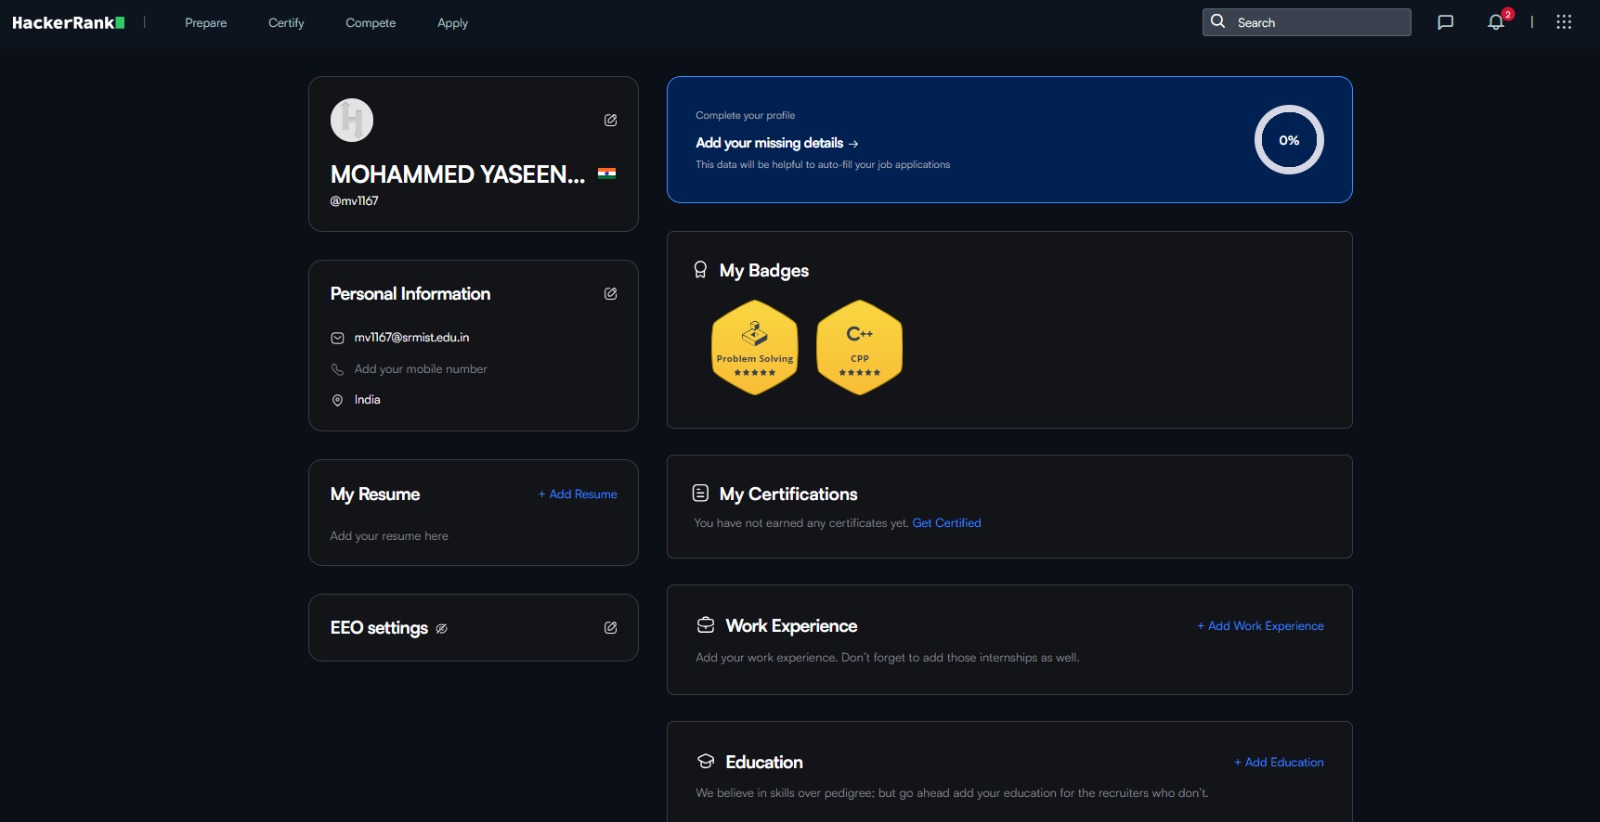 HackerRank
Prepare
Certify
Compete
Apply
Search
2
MOHAMMED YASEEN...
@mv1167
Personal Information
mv1167@srmist.edu.in
Add your mobile number
India
My Resume
+ Add Resume
Add your resume here
EEO settings
Complete your profile
Add your missing details →
This data will be helpful to auto-fill your job applications
0%
My Badges
Problem Solving
C++
CPP
My Certifications
You have not earned any certificates yet. Get Certified
Work Experience
+ Add Work Experience
Add your work experience. Don't forget to add those internships as well.
Education
+ Add Education
We believe in skills over pedigree; but go ahead add your education for the recruiters who don't.